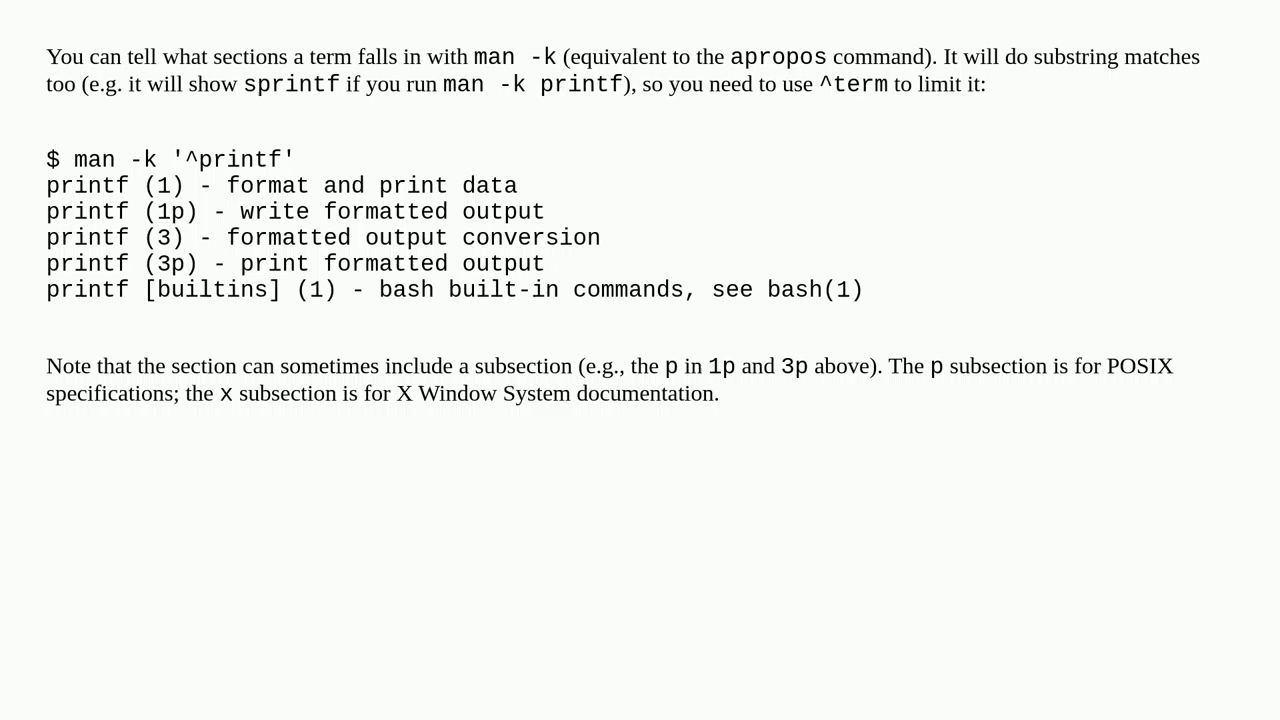 You can tell what sections a term falls in with man -k (equivalent to the apropos command). It will do substring matches
too (e.g. it will show sprintf if you run man -k printf), so you need to use ^term to limit it:
$ man -k '^printf'
printf (1) - format and print data
printf (1p) - write formatted output
printf (3) - formatted output conversion
printf (3p) - print formatted output
printf [builtins] (1) - bash built-in commands, see bash(1)
Note that the section can sometimes include a subsection (e.g., the p in 1p and 3p above). The p subsection is for POSIX
specifications; the x subsection is for X Window System documentation.